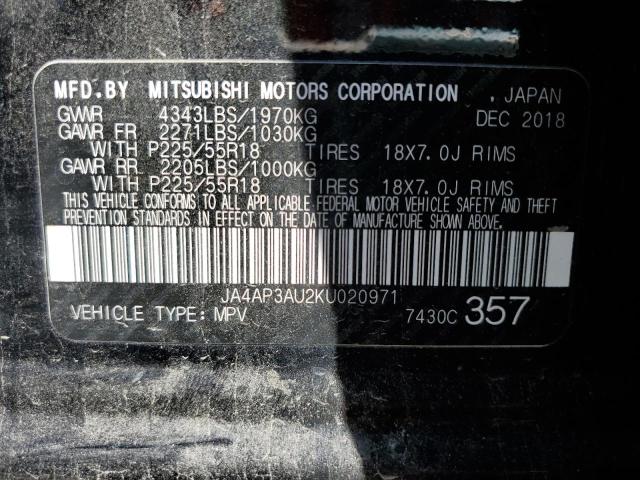 MFD.BY MITSUBISHI MOTORS CORPORATION , JAPAN
GVWR 4343LBS/1970KG DEC 2018
GAWR FR 2271LBS/1030KG
WITH P225/55R18 TIRES 18X7.0J RIMS
GAWR RR 2205LBS/1000KG
WITH P225/55R18 TIRES 18X7.0J RIMS
THIS VEHICLE CONFORMS TO ALL APPLICABLE FEDERAL MOTOR VEHICLE SAFETY AND THEFT
PREVENTION STANDARDS IN EFFECT ON THE DATE OF MANUFACTURE SHOWN ABOVE.
JA4AP3AU2KU020971
VEHICLE TYPE: MPV 7430C 357